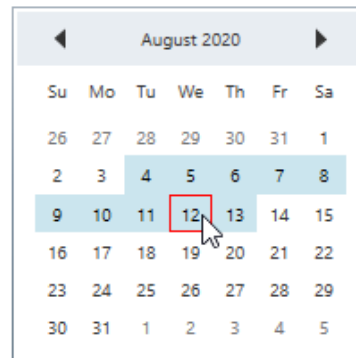 August 2020
Su Mo Tu We Th Fr Sa
26 27 28 29 30 31 1
2 3 4 5 6 7 8
9 10 11 12 13 14 15
16 17 18 19 20 21 22
23 24 25 26 27 28 29
30 31 1 2 3 4 5